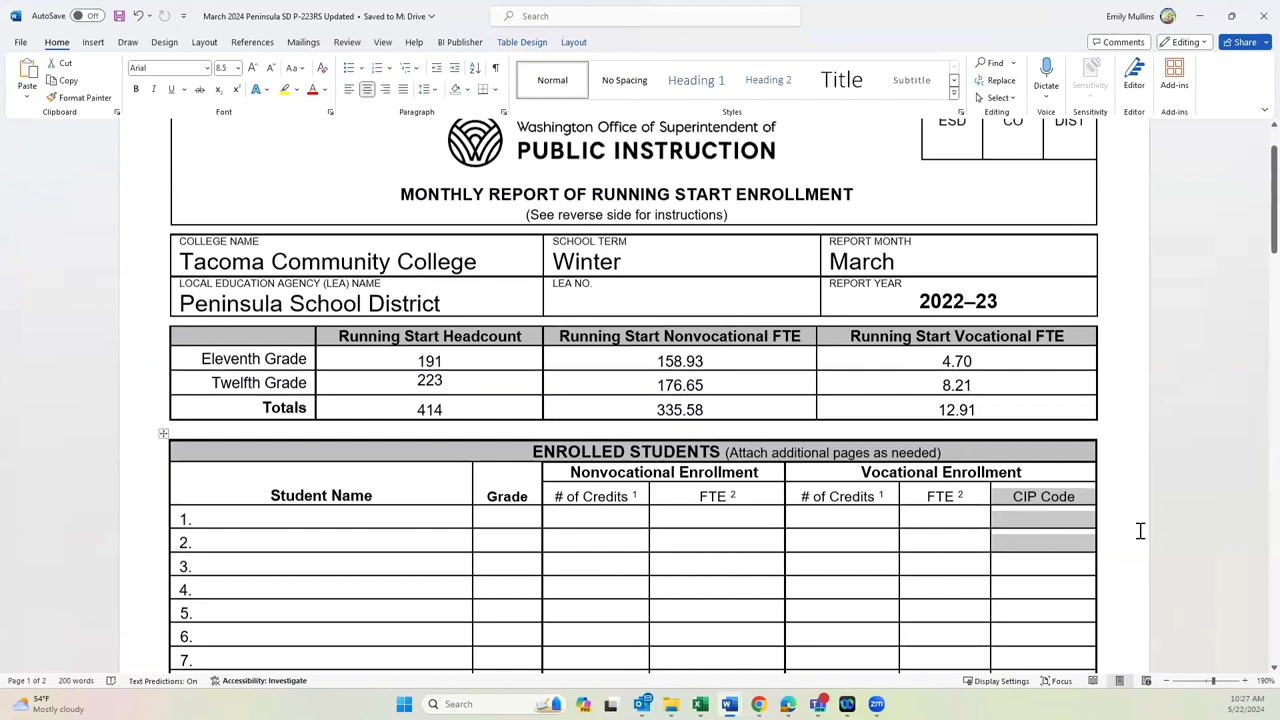 AutoSave Off March 2024 Peninsula SD P-223RS Updated • Saved to M: Drive Search Emily Mullins
File Home Insert Draw Design Layout References Mailings Review View Help BI Publisher Table Design Layout Comments Editing Share
Paste Cut Copy Format Painter Clipboard
Arial 8.5 Font
Paragraph
Normal No Spacing Heading 1 Heading 2 Title Subtitle Styles
Find Replace Select Editing
Dictate Voice
Sensitivity Sensitivity
Editor Editor
Add-ins Add-ins
Washington Office of Superintendent of
PUBLIC INSTRUCTION
ESD CO DIST
MONTHLY REPORT OF RUNNING START ENROLLMENT
(See reverse side for instructions)
COLLEGE NAME SCHOOL TERM REPORT MONTH
Tacoma Community College Winter March
LOCAL EDUCATION AGENCY (LEA) NAME LEA NO. REPORT YEAR
Peninsula School District 2022–23
Running Start Headcount Running Start Nonvocational FTE Running Start Vocational FTE
Eleventh Grade 191 158.93 4.70
Twelfth Grade 223 176.65 8.21
Totals 414 335.58 12.91
ENROLLED STUDENTS (Attach additional pages as needed)
Nonvocational Enrollment Vocational Enrollment
Student Name Grade # of Credits 1 FTE 2 # of Credits 1 FTE 2 CIP Code
1.
2.
3.
4.
5.
6.
7.
Page 1 of 2 200 words Text Predictions: On Accessibility: Investigate Display Settings Focus 190%
54°F
Mostly cloudy
Search
10:27 AM
5/22/2024